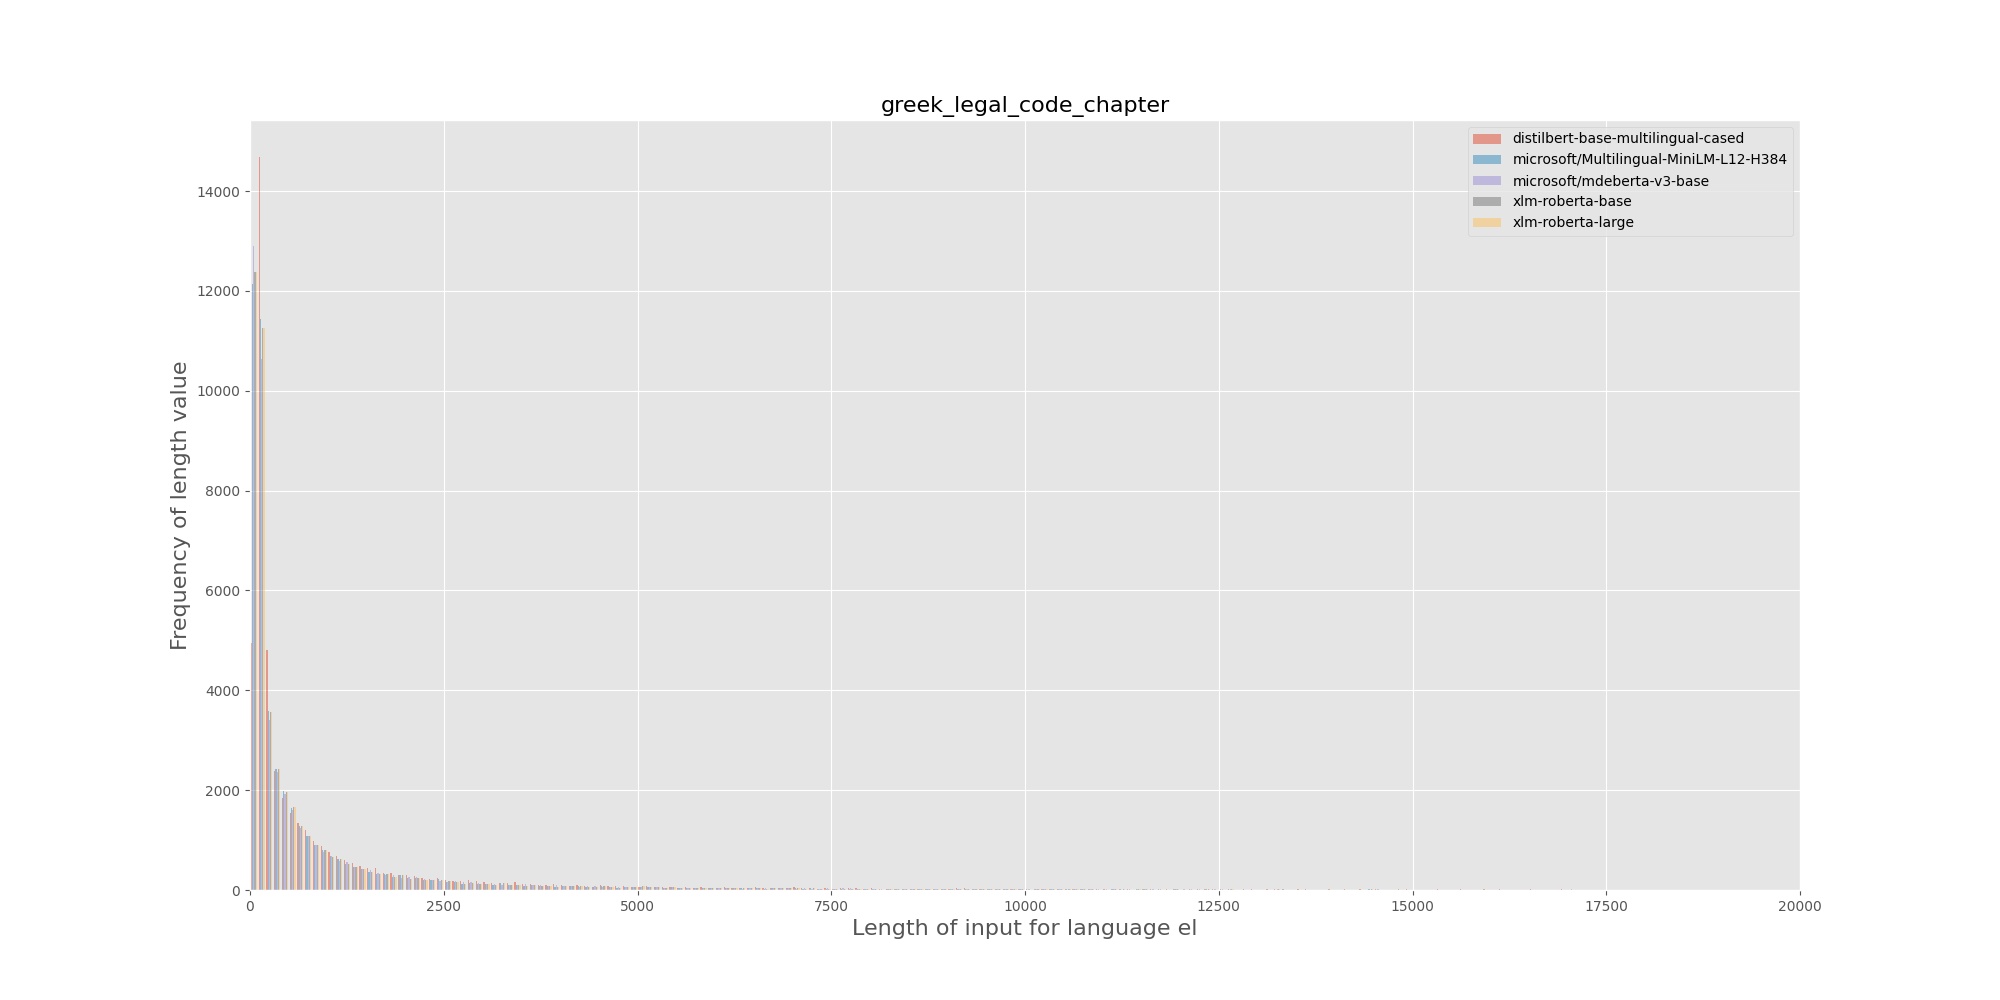 greek_legal_code_chapter
distilbert-base-multilingual-cased
microsoft/Multilingual-MiniLM-L12-H384
microsoft/mdeberta-v3-base
xlm-roberta-base
xlm-roberta-large
Frequency of length value
14000
12000
10000
8000
6000
4000
2000
0
0 2500 5000 7500 10000 12500 15000 17500 20000
Length of input for language el